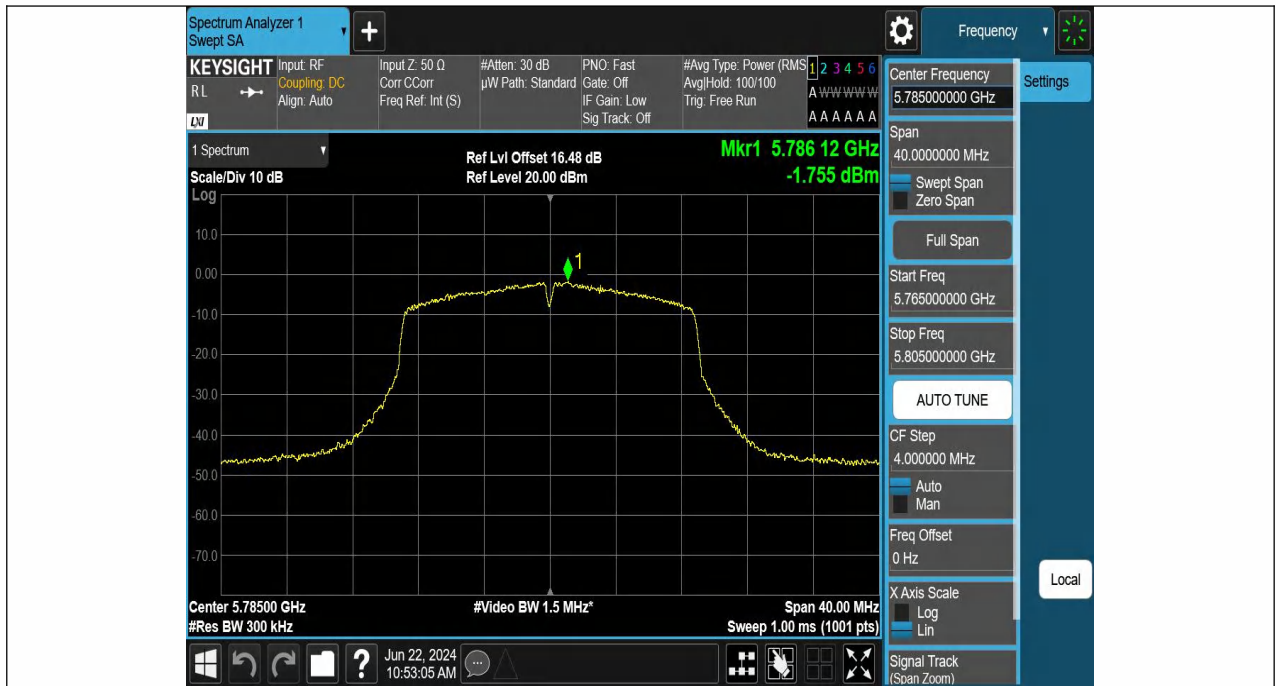 Spectrum Analyzer 1
Swept SA
+
Frequency
KEYSIGHT
RL
LXI
Input: RF
Coupling: DC
Align: Auto
Input Z: 50 Ω
Corr CCorr
Freq Ref: Int (S)
#Atten: 30 dB
µW Path: Standard
PNO: Fast
Gate: Off
IF Gain: Low
Sig Track: Off
#Avg Type: Power (RMS
Avg|Hold: 100/100
Trig: Free Run
1 2 3 4 5 6
A W W W W W
A A A A A A
1 Spectrum
Scale/Div 10 dB
Ref Lvl Offset 16.48 dB
Ref Level 20.00 dBm
Mkr1 5.786 12 GHz
-1.755 dBm
Log
10.0
0.00
-10.0
-20.0
-30.0
-40.0
-50.0
-60.0
-70.0
1
Center 5.78500 GHz
#Res BW 300 kHz
#Video BW 1.5 MHz*
Span 40.00 MHz
Sweep 1.00 ms (1001 pts)
Center Frequency
5.785000000 GHz
Settings
Span
40.0000000 MHz
Swept Span
Zero Span
Full Span
Start Freq
5.765000000 GHz
Stop Freq
5.805000000 GHz
AUTO TUNE
CF Step
4.000000 MHz
Auto
Man
Freq Offset
0 Hz
Local
X Axis Scale
Log
Lin
Signal Track
(Span Zoom)
?
Jun 22, 2024
10:53:05 AM